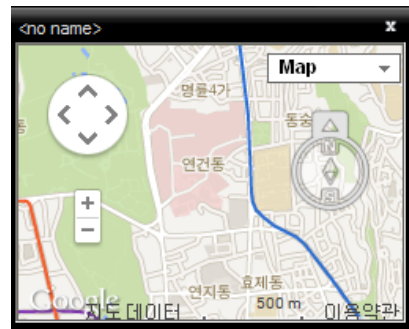 <no name> x
Map
명륜4가
동숭
연건동
N
S
+
−
연지동
효제동
500 m
Google
지도 데이터
이용약관